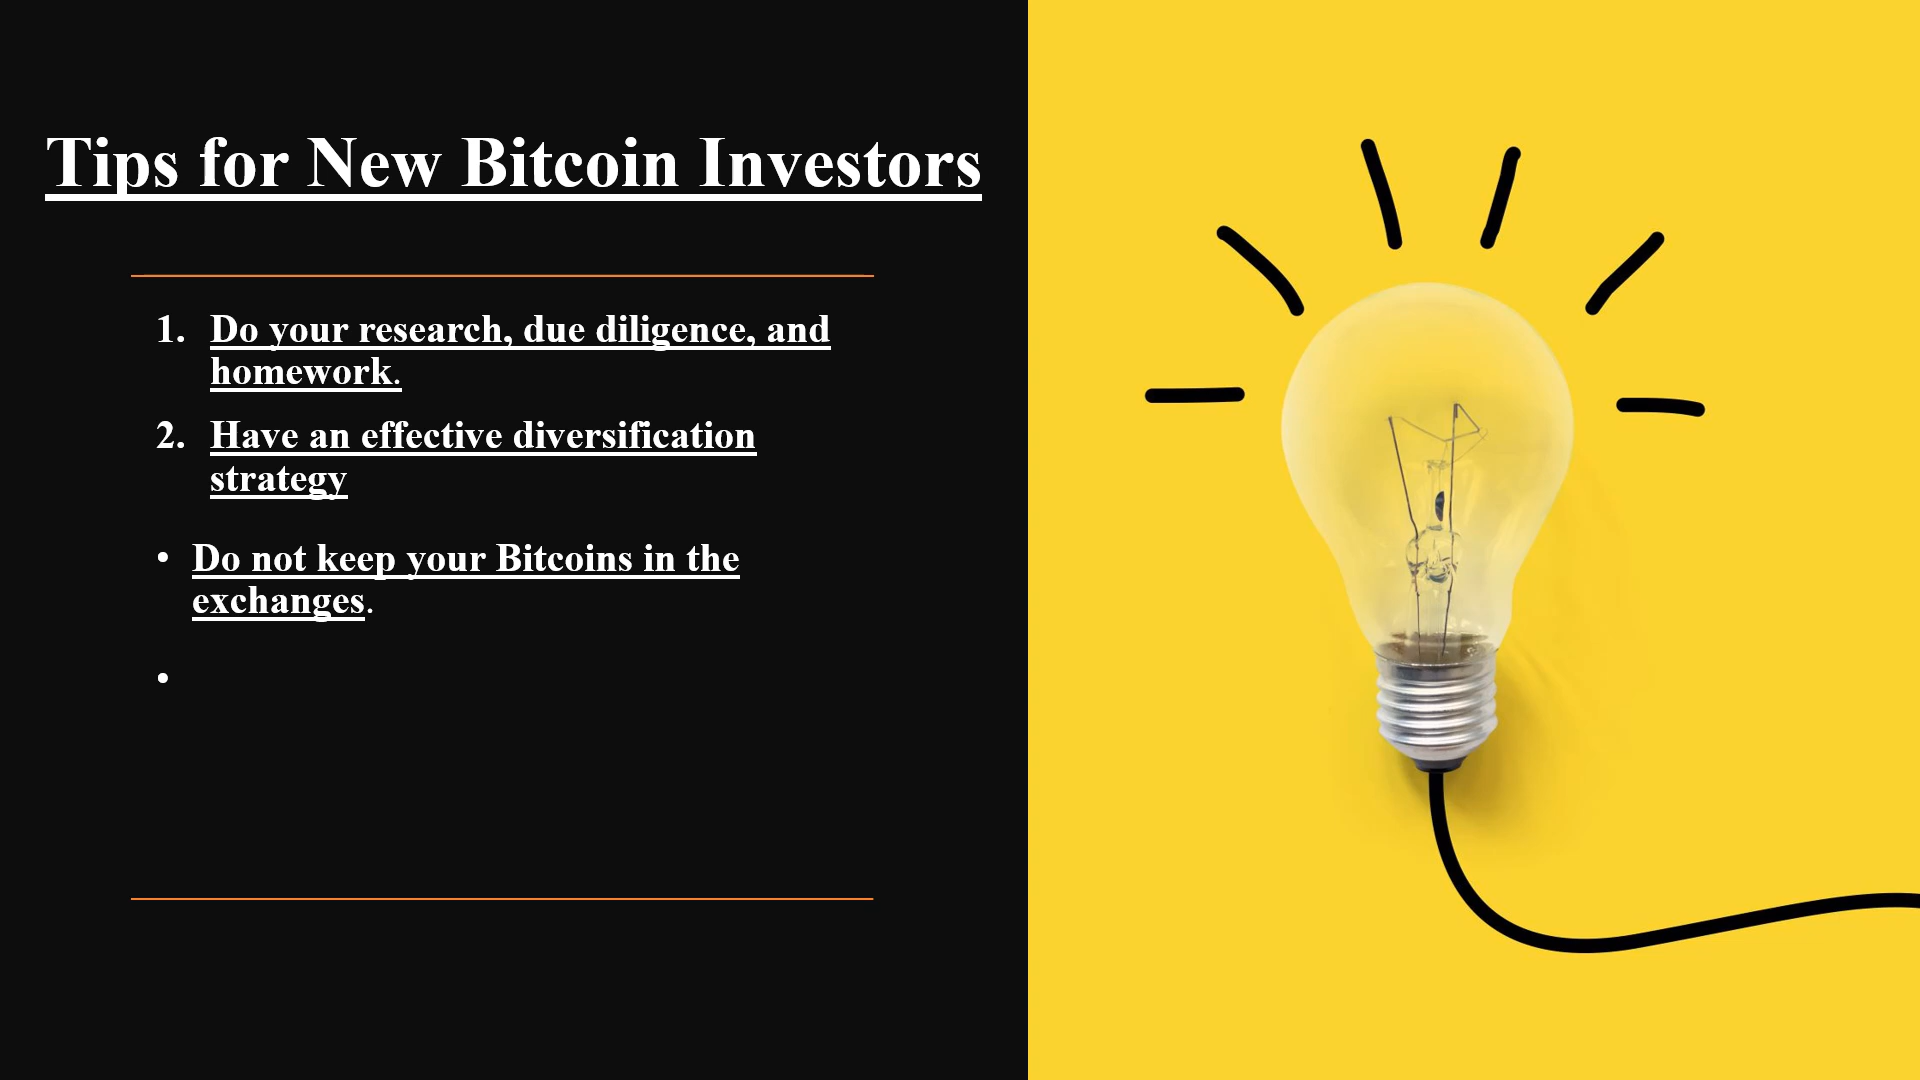 Tips for New Bitcoin Investors
1. Do your research, due diligence, and
homework.
2. Have an effective diversification
strategy
• Do not keep your Bitcoins in the
exchanges.
•